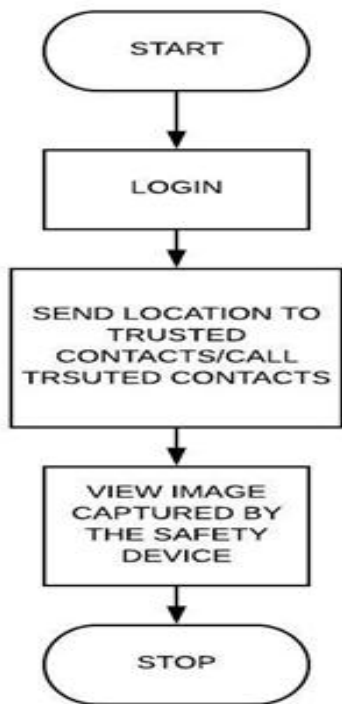 START
LOGIN
SEND LOCATION TO
TRUSTED
CONTACTS/CALL
TRSUTED CONTACTS
VIEW IMAGE
CAPTURED BY
THE SAFETY
DEVICE
STOP